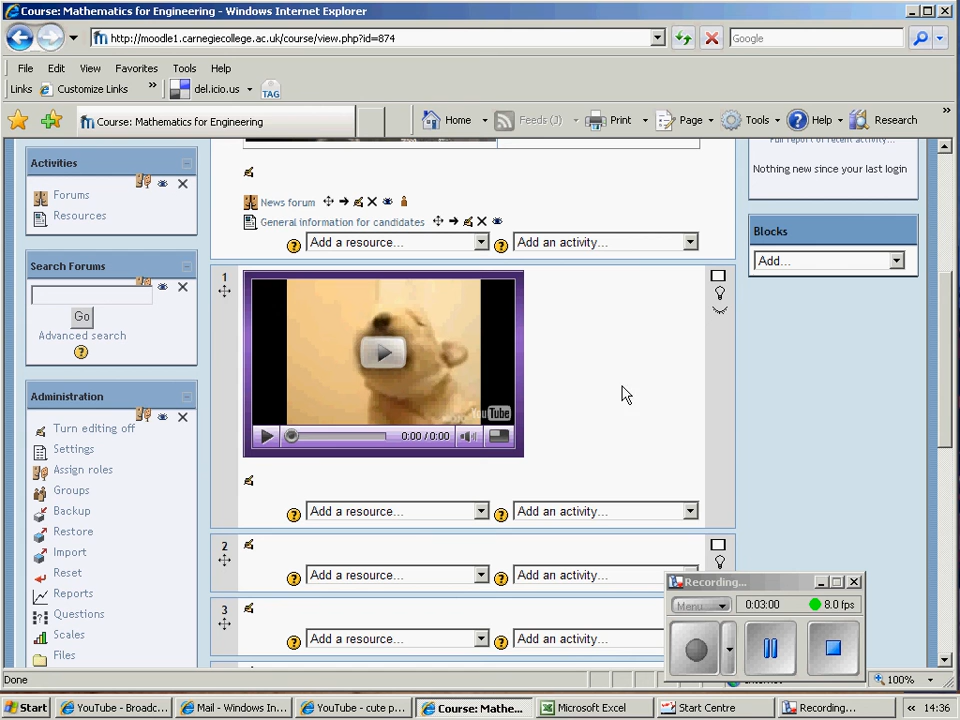 Course: Mathematics for Engineering - Windows Internet Explorer
http://moodle1.carnegiecollege.ac.uk/course/view.php?id=874
Google
File Edit View Favorites Tools Help
Links Customize Links » del.icio.us TAG
Course: Mathematics for Engineering
Home Feeds (J) Print Page Tools Help Research »
Activities
Forums
Resources
Search Forums
Go
Advanced search
Administration
Turn editing off
Settings
Assign roles
Groups
Backup
Restore
Import
Reset
Reports
Questions
Scales
Files
News forum
General information for candidates
Add a resource... Add an activity...
1
YouTube
0:00 / 0:00
Add a resource... Add an activity...
2
Add a resource... Add an activity...
3
Add a resource... Add an activity...
Full report of recent activity...
Nothing new since your last login
Blocks
Add...
Recording...
Menu
0:03:00 8.0 fps
Done
100%
Start YouTube - Broadc... Mail - Windows In... YouTube - cute p... Course: Mathe... Microsoft Excel Start Centre Recording... « 14:36